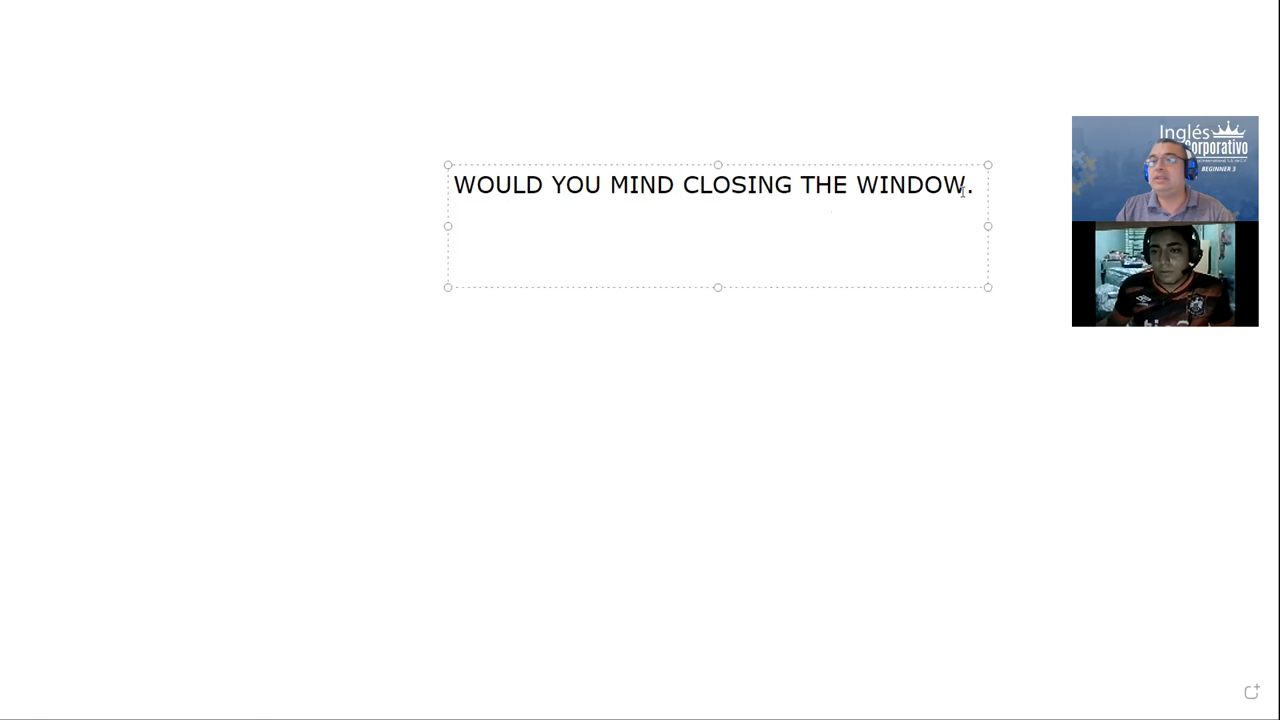 WOULD YOU MIND CLOSING THE WINDOW.
Inglés
Corporativo
BEGINNER 3